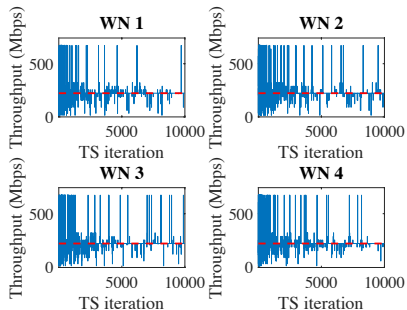 WN 1
Throughput (Mbps)
500
0
5000
10000
TS iteration
WN 2
Throughput (Mbps)
500
0
5000
10000
TS iteration
WN 3
Throughput (Mbps)
500
0
5000
10000
TS iteration
WN 4
Throughput (Mbps)
500
0
5000
10000
TS iteration